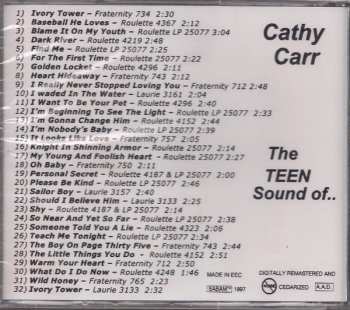 1) Ivory Tower – Fraternity 734 2:30
2) Baseball He Loves – Roulette 4367 2:12
3) Blame It On My Youth – Roulette LP 25077 3:04
4) Dark River – Roulette 4219 2:48
5) Find Me – Roulette LP 25077 2:25
6) For The First Time – Roulette 25077 2:22
7) Golden Locket – Roulette 4296 2:11
8) Heart Hideaway – Fraternity 743 2:12
9) I Really Never Stopped Loving You – Fraternity 712 2:48
10) I waded In The Water – Laurie 3161 2:04
11) I Want To Be Your Pet – Roulette 4296 2:40
12) I'm Beginning To See The Light – Roulette LP 25077 2:33
13) I'm Gonna Change Him – Roulette 4152 2:44
14) I'm Nobody's Baby – Roulette LP 25077 2:39
15) It Looks Like Love – Fraternity 757 2:05
16) Knight In Shinning Armor – Roulette 2:14
17) My Young And Foolish Heart – Roulette 25077 2:27
18) Oh Baby – Fraternity 750 2:11
19) Personal Secret – Roulette 4187 & LP 25077 2:00
20) Please Be Kind – Roulette LP 25077 2:46
21) Sailor Boy – Laurie 3157 2:40
22) Should I Believe Him – Laurie 3133 2:25
23) Shy – Roulette 4187 & LP 25077 2:14
24) So Near And Yet So Far – Roulette LP 25077 2:38
25) Someone Told You A Lie – Roulette 4323 2:06
26) Teach Me Tonight – Roulette LP 25077 2:34
27) The Boy On Page Thirty Five – Fraternity 743 2:2
28) The Little Things You Do – Roulette 4152 2:51
29) Warm Your Heart – Fraternity 712 2:50
30) What Do I Do Now – Roulette 4248 1:46
31) Wild Honey – Fraternity 765 2:23
32) Ivory Tower – Laurie 3133 2:32
Cathy
Carr
The
TEEN
Sound of..
MADE IN EEC
SABAM 1997
DIGITALLY REMASTERED AND
CEDARIZED
A.A.D.